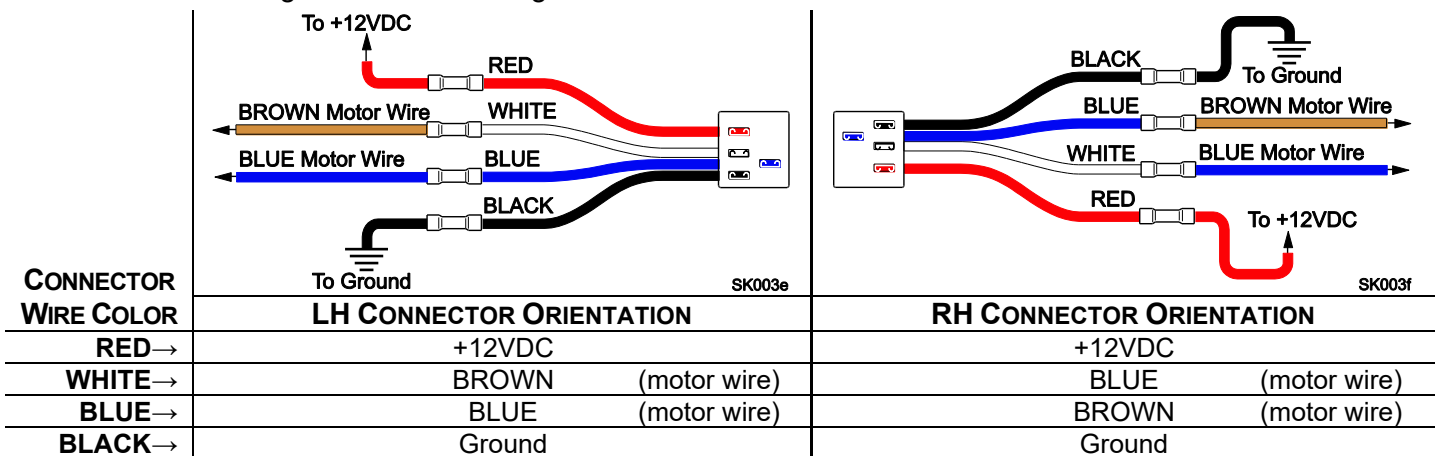 To +12VDC
RED
BROWN Motor Wire
WHITE
BLUE Motor Wire
BLUE
BLACK
To Ground
SK003e
BLACK
To Ground
BLUE
BROWN Motor Wire
WHITE
BLUE Motor Wire
RED
To +12VDC
SK003f
CONNECTOR
WIRE COLOR LH CONNECTOR ORIENTATION RH CONNECTOR ORIENTATION
RED→ +12VDC +12VDC
WHITE→ BROWN (motor wire) BLUE (motor wire)
BLUE→ BLUE (motor wire) BROWN (motor wire)
BLACK→ Ground Ground